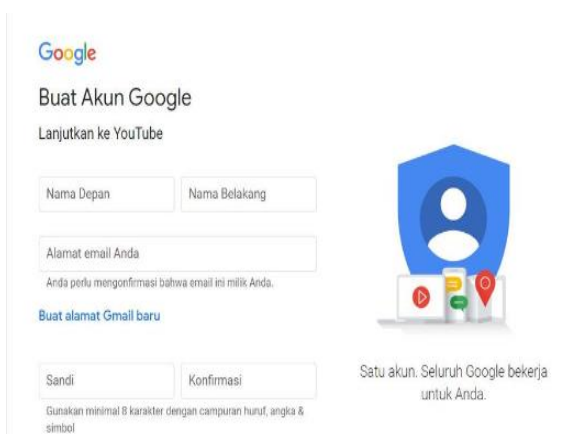 Google
Buat Akun Google
Lanjutkan ke YouTube
Nama Depan
Nama Belakang
Alamat email Anda
Anda perlu mengonfirmasi bahwa email ini milik Anda.
Buat alamat Gmail baru
Sandi
Konfirmasi
Gunakan minimal 8 karakter dengan campuran huruf, angka &
simbol
Satu akun. Seluruh Google bekerja
untuk Anda.